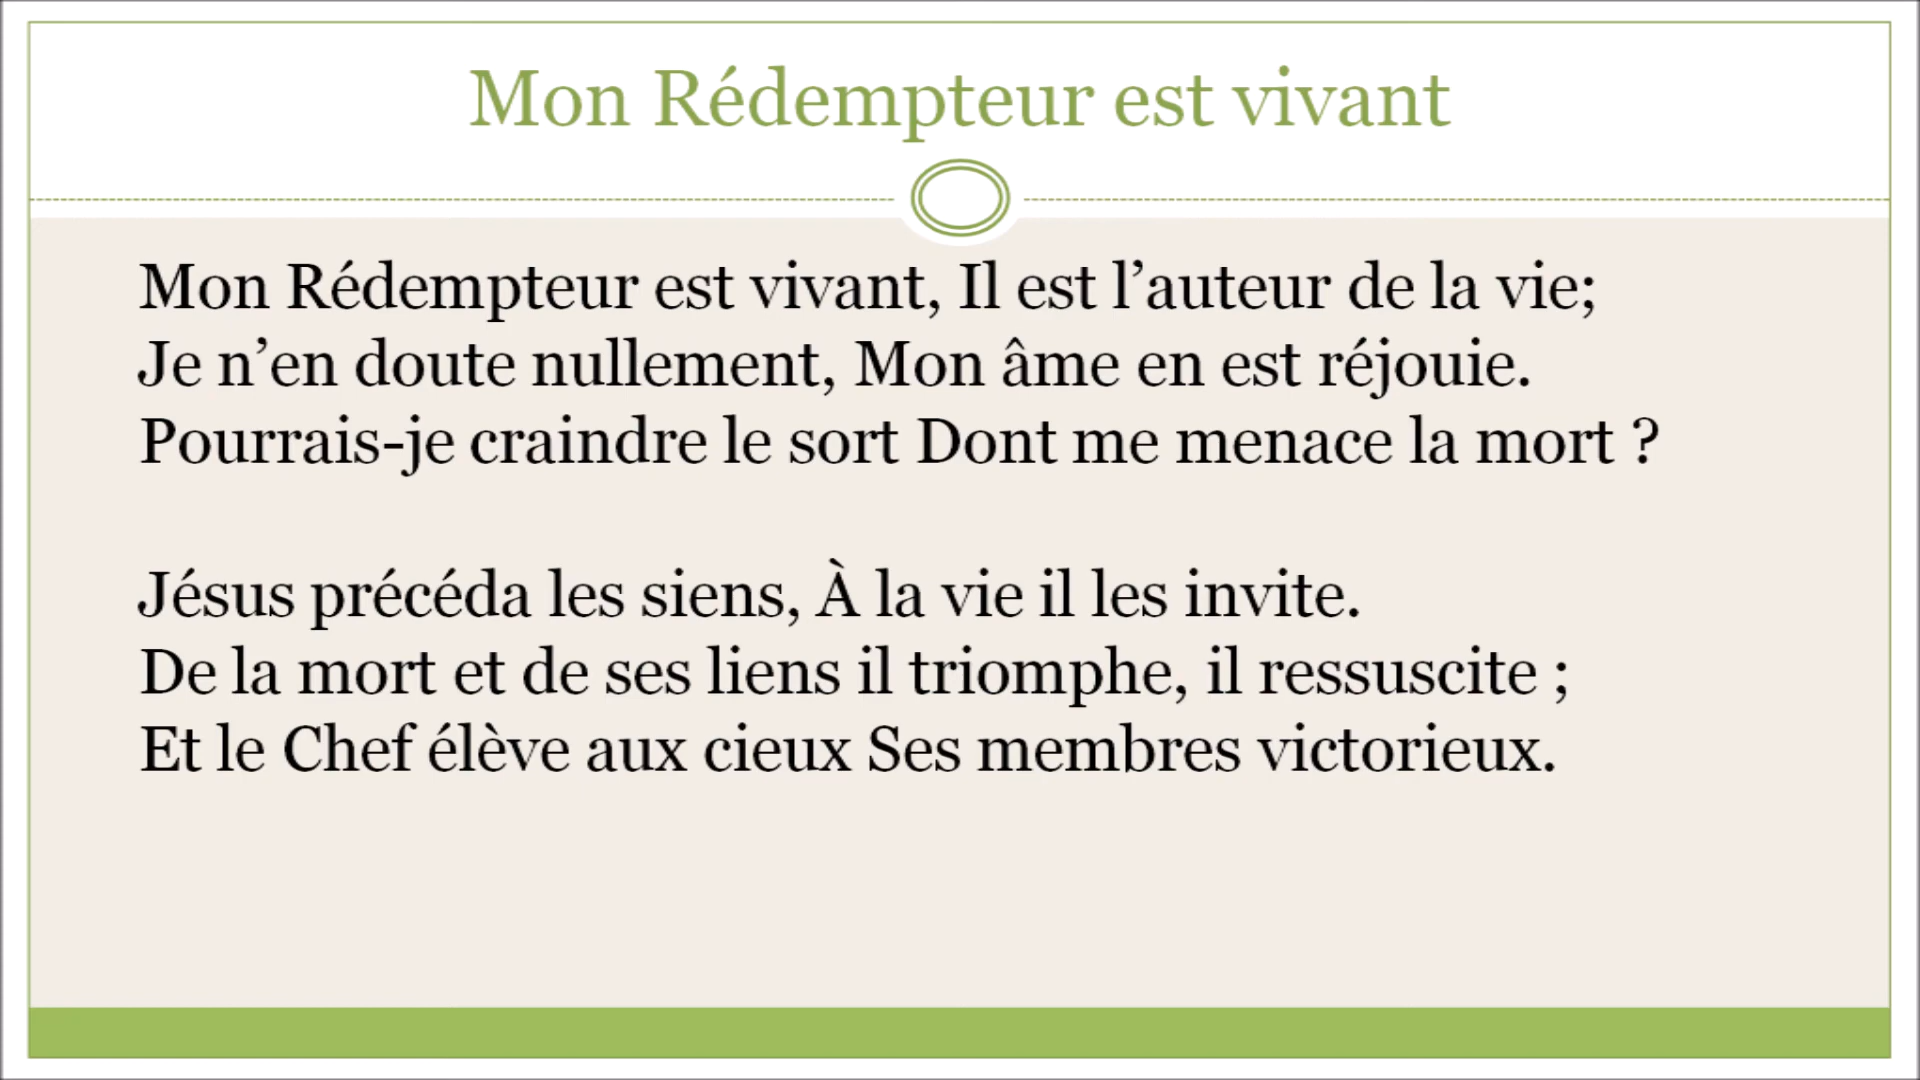 Mon Rédempteur est vivant
Mon Rédempteur est vivant, Il est l’auteur de la vie;
Je n’en doute nullement, Mon âme en est réjouie.
Pourrais-je craindre le sort Dont me menace la mort ?
Jésus précéda les siens, À la vie il les invite.
De la mort et de ses liens il triomphe, il ressuscite ;
Et le Chef élève aux cieux Ses membres victorieux.